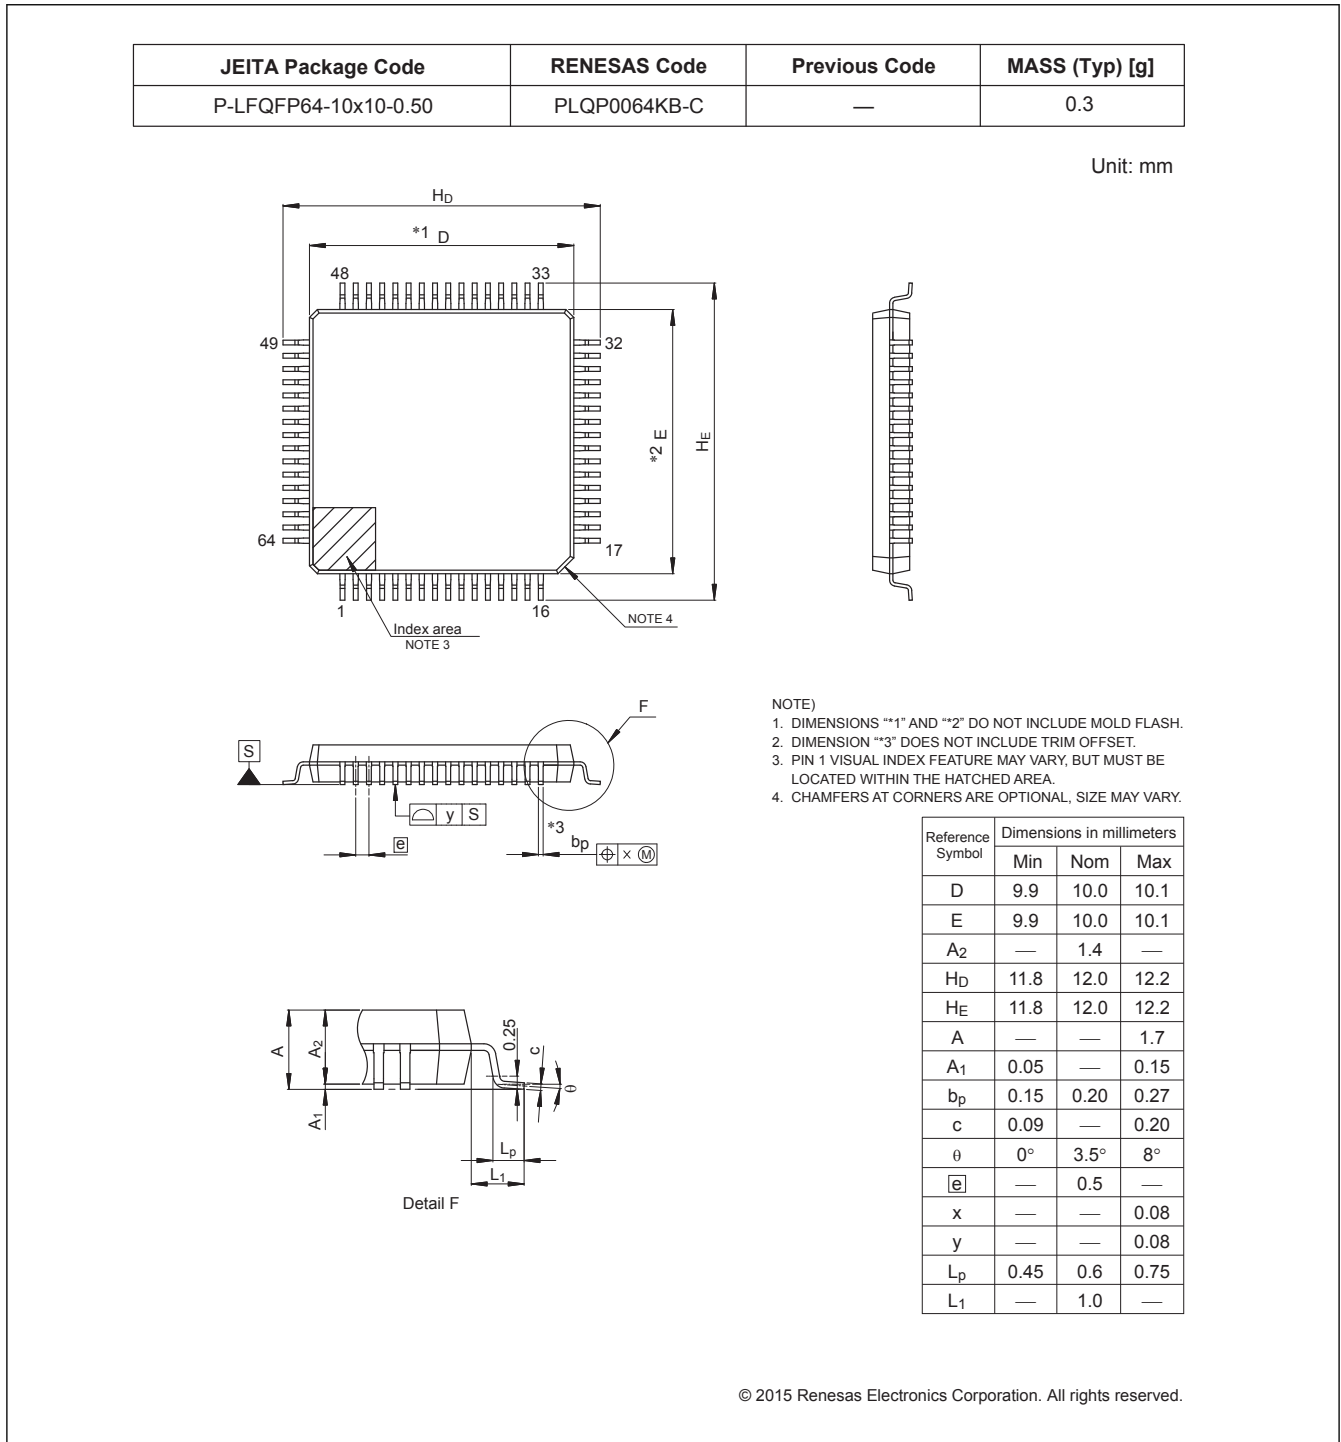 JEITA Package Code RENESAS Code Previous Code MASS (Typ) [g]
P-LFQFP64-10x10-0.50 PLQP0064KB-C — 0.3
Unit: mm
HD
*1 D
48 33
49 32
*2 E
HE
64 17
1 16
Index area
NOTE 3
NOTE 4
F
S
y S
e
*3
bp × M
NOTE)
1. DIMENSIONS “*1” AND “*2” DO NOT INCLUDE MOLD FLASH.
2. DIMENSION “*3” DOES NOT INCLUDE TRIM OFFSET.
3. PIN 1 VISUAL INDEX FEATURE MAY VARY, BUT MUST BE
LOCATED WITHIN THE HATCHED AREA.
4. CHAMFERS AT CORNERS ARE OPTIONAL, SIZE MAY VARY.
Reference Symbol Dimensions in millimeters
Min Nom Max
D 9.9 10.0 10.1
E 9.9 10.0 10.1
A2 — 1.4 —
HD 11.8 12.0 12.2
HE 11.8 12.0 12.2
A — — 1.7
A1 0.05 — 0.15
bp 0.15 0.20 0.27
c 0.09 — 0.20
θ 0° 3.5° 8°
e — 0.5 —
x — — 0.08
y — — 0.08
Lp 0.45 0.6 0.75
L1 — 1.0 —
A
A2
A1
0.25
c
θ
Lp
L1
Detail F
© 2015 Renesas Electronics Corporation. All rights reserved.